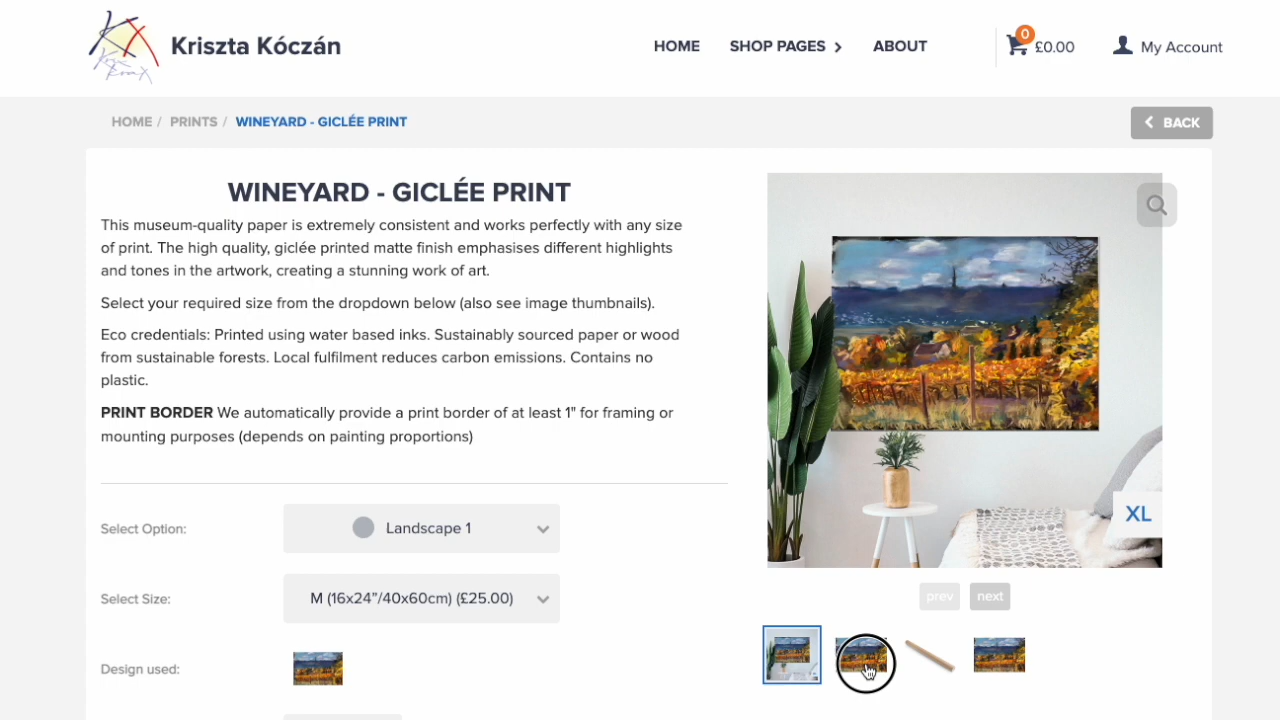 Kriszta Kóczán
HOME
SHOP PAGES
ABOUT
0
£0.00
My Account
HOME / PRINTS / WINEYARD - GICLÉE PRINT
BACK
WINEYARD - GICLÉE PRINT
This museum-quality paper is extremely consistent and works perfectly with any size
of print. The high quality, giclée printed matte finish emphasises different highlights
and tones in the artwork, creating a stunning work of art.
Select your required size from the dropdown below (also see image thumbnails).
Eco credentials: Printed using water based inks. Sustainably sourced paper or wood
from sustainable forests. Local fulfilment reduces carbon emissions. Contains no
plastic.
PRINT BORDER We automatically provide a print border of at least 1" for framing or
mounting purposes (depends on painting proportions)
Select Option:
Landscape 1
Select Size:
M (16x24”/40x60cm) (£25.00)
Design used:
XL
prev
next